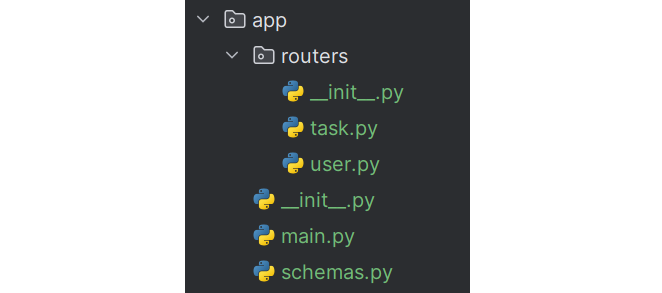 app
routers
__init__.py
task.py
user.py
__init__.py
main.py
schemas.py